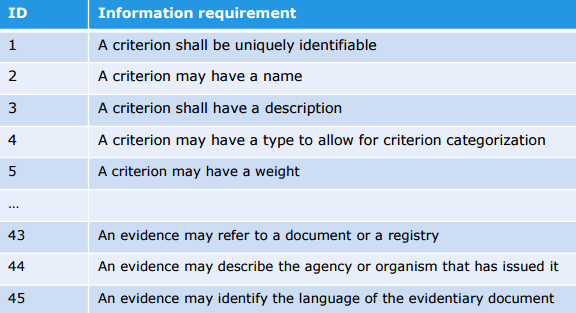 ID Information requirement
1 A criterion shall be uniquely identifiable
2 A criterion may have a name
3 A criterion shall have a description
4 A criterion may have a type to allow for criterion categorization
5 A criterion may have a weight
…
43 An evidence may refer to a document or a registry
44 An evidence may describe the agency or organism that has issued it
45 An evidence may identify the language of the evidentiary document